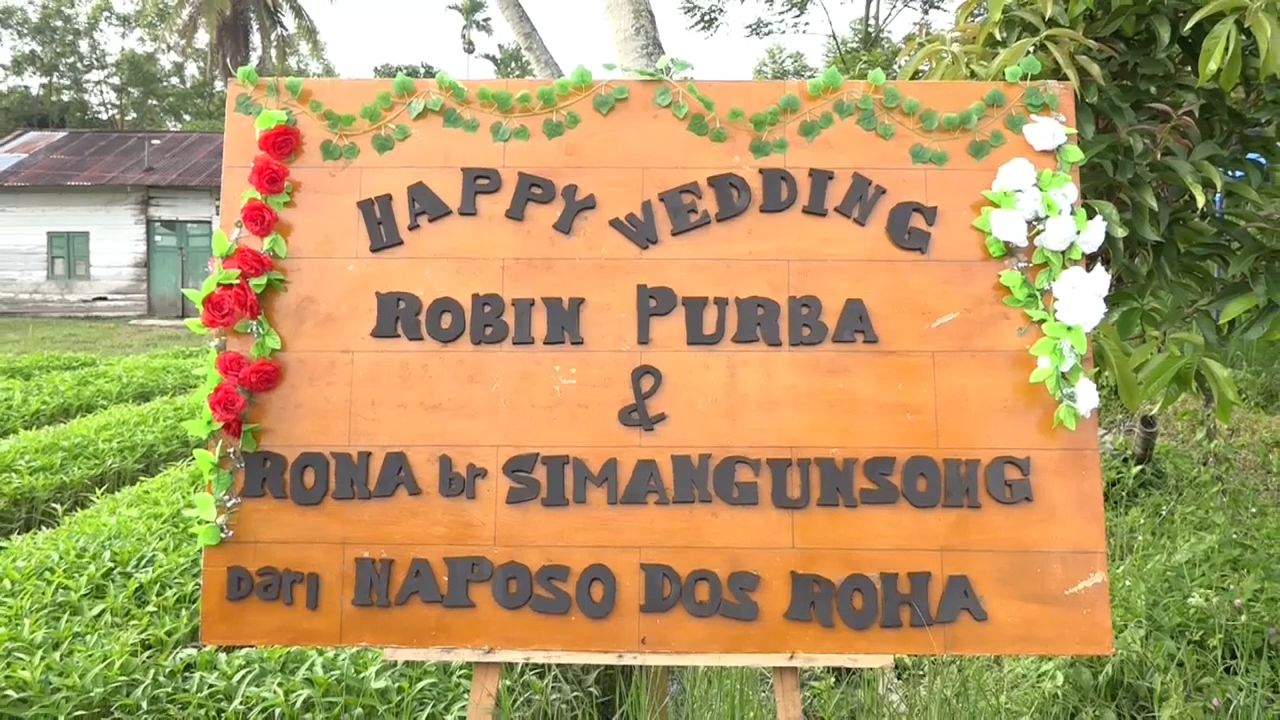 HAPPY WEDDING
ROBIN PURBA
&
RONA br SIMANGUNSONG
Dari NAPOSO DOS ROHA